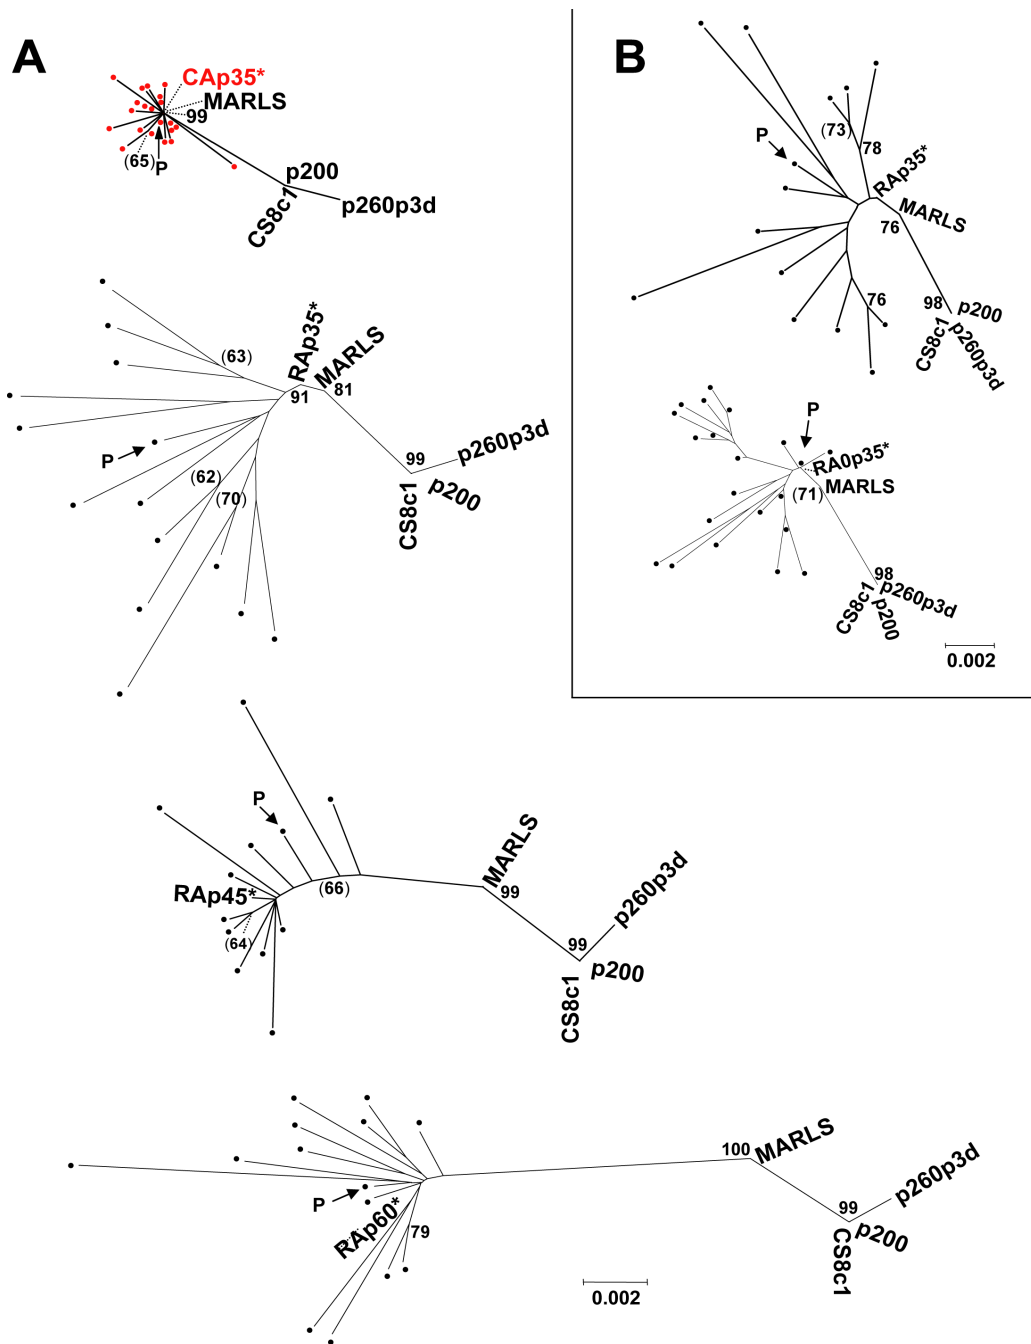 A
CAp35*
MARLS
99
(65)
P
p200
p260p3d
CS8c1
(63)
RAp35*
MARLS
91
81
P
(62)
(70)
99
p260p3d
p200
CS8c1
P
(66)
RAp45*
(64)
MARLS
99
p260p3d
99
p200
CS8c1
100
MARLS
P
RAp60*
79
p260p3d
99
p200
CS8c1
0.002
B
(73)
P
78
RAp35*
MARLS
76
76
98
p200
CS8c1
p260p3d
P
RA0p35*
(71)
MARLS
98
p260p3d
CS8c1
p200
0.002